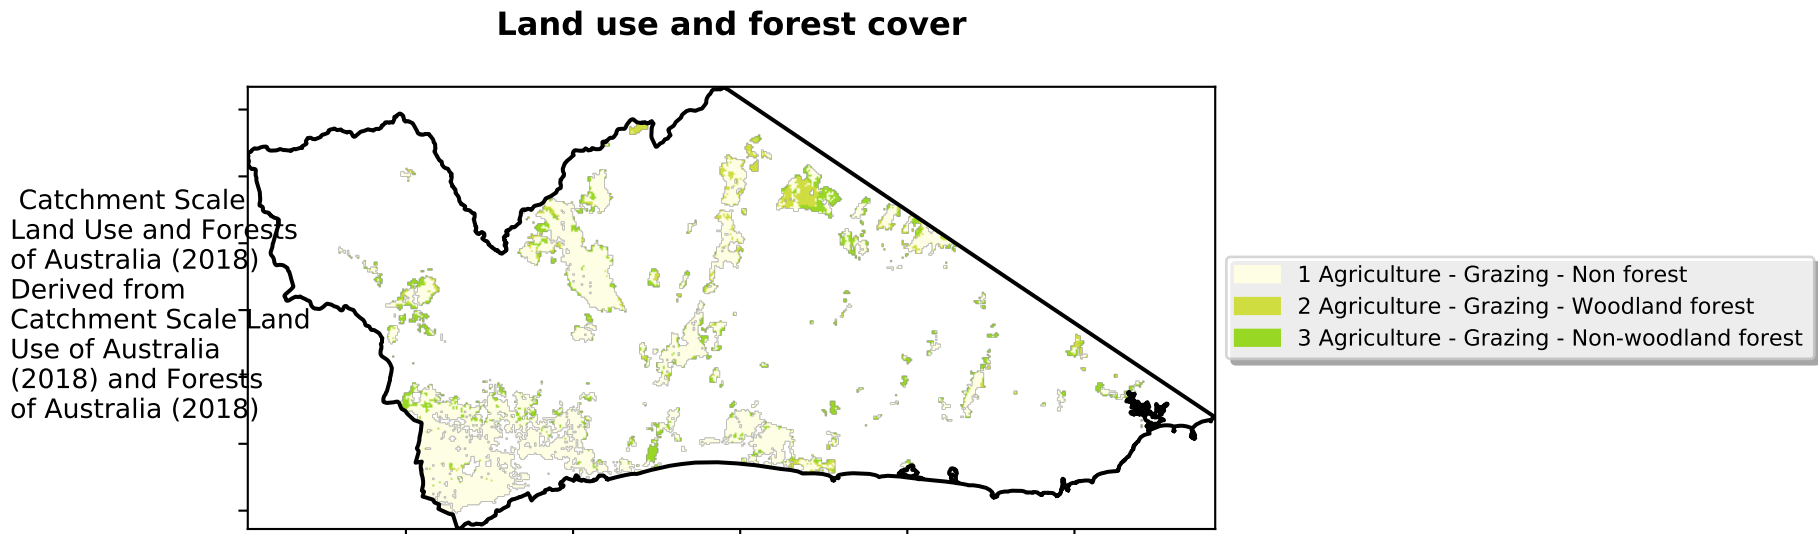 Land use and forest cover
Catchment Scale
Land Use and Forests
of Australia (2018)
Derived from
Catchment Scale Land
Use of Australia
(2018) and Forests
of Australia (2018)
1 Agriculture - Grazing - Non forest
2 Agriculture - Grazing - Woodland forest
3 Agriculture - Grazing - Non-woodland forest